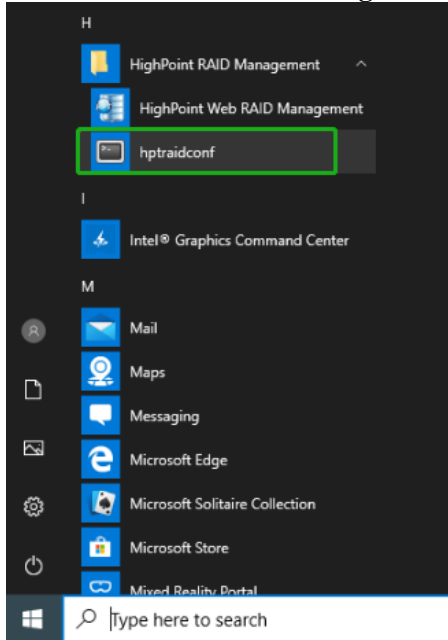 H
HighPoint RAID Management
HighPoint Web RAID Management
hptraidconf
I
Intel® Graphics Command Center
M
Mail
Maps
Messaging
Microsoft Edge
Microsoft Solitaire Collection
Microsoft Store
Mixed Reality Portal
Type here to search